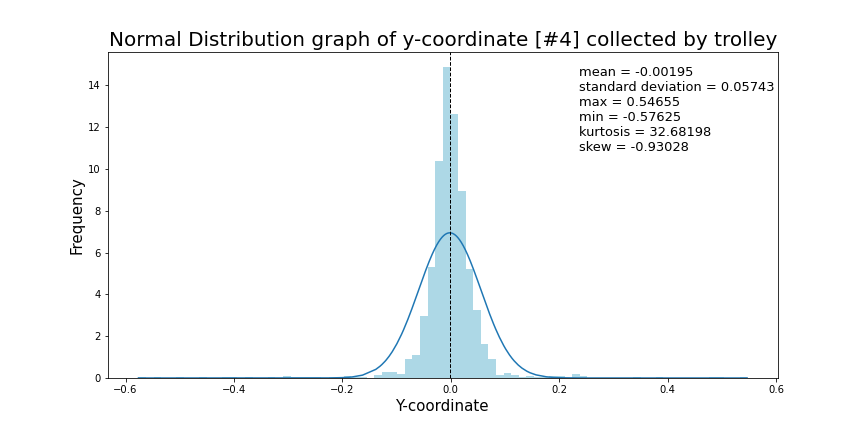 Normal Distribution graph of y-coordinate [#4] collected by trolley
mean = -0.00195
standard deviation = 0.05743
max = 0.54655
min = -0.57625
kurtosis = 32.68198
skew = -0.93028
Frequency
14
12
10
8
6
4
2
0
−0.6 −0.4 −0.2 0.0 0.2 0.4 0.6
Y-coordinate